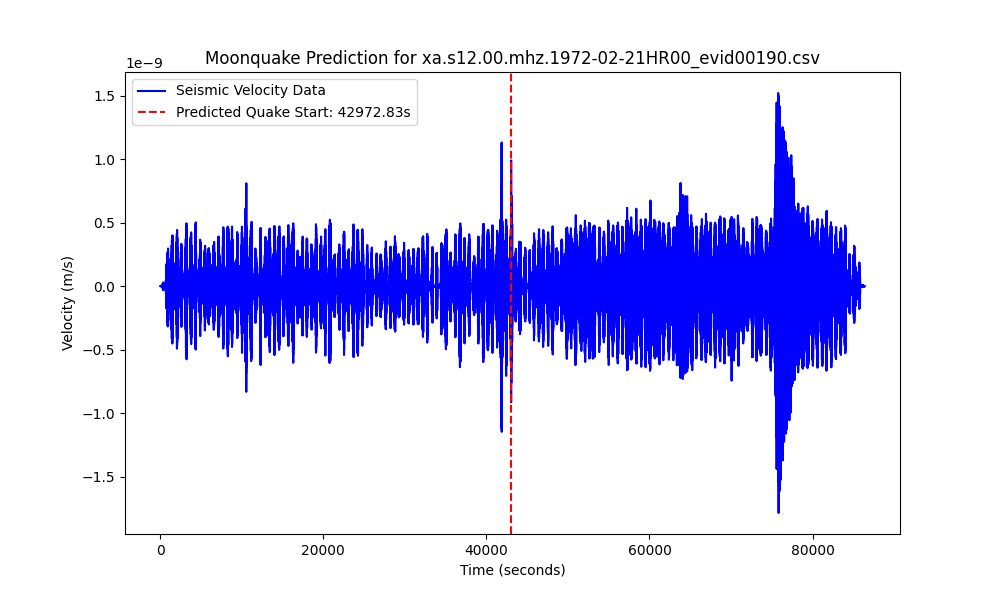 Moonquake Prediction for xa.s12.00.mhz.1972-02-21HR00_evid00190.csv
1e−9
Seismic Velocity Data
Predicted Quake Start: 42972.83s
1.5
1.0
0.5
0.0
−0.5
−1.0
−1.5
Velocity (m/s)
0 20000 40000 60000 80000
Time (seconds)